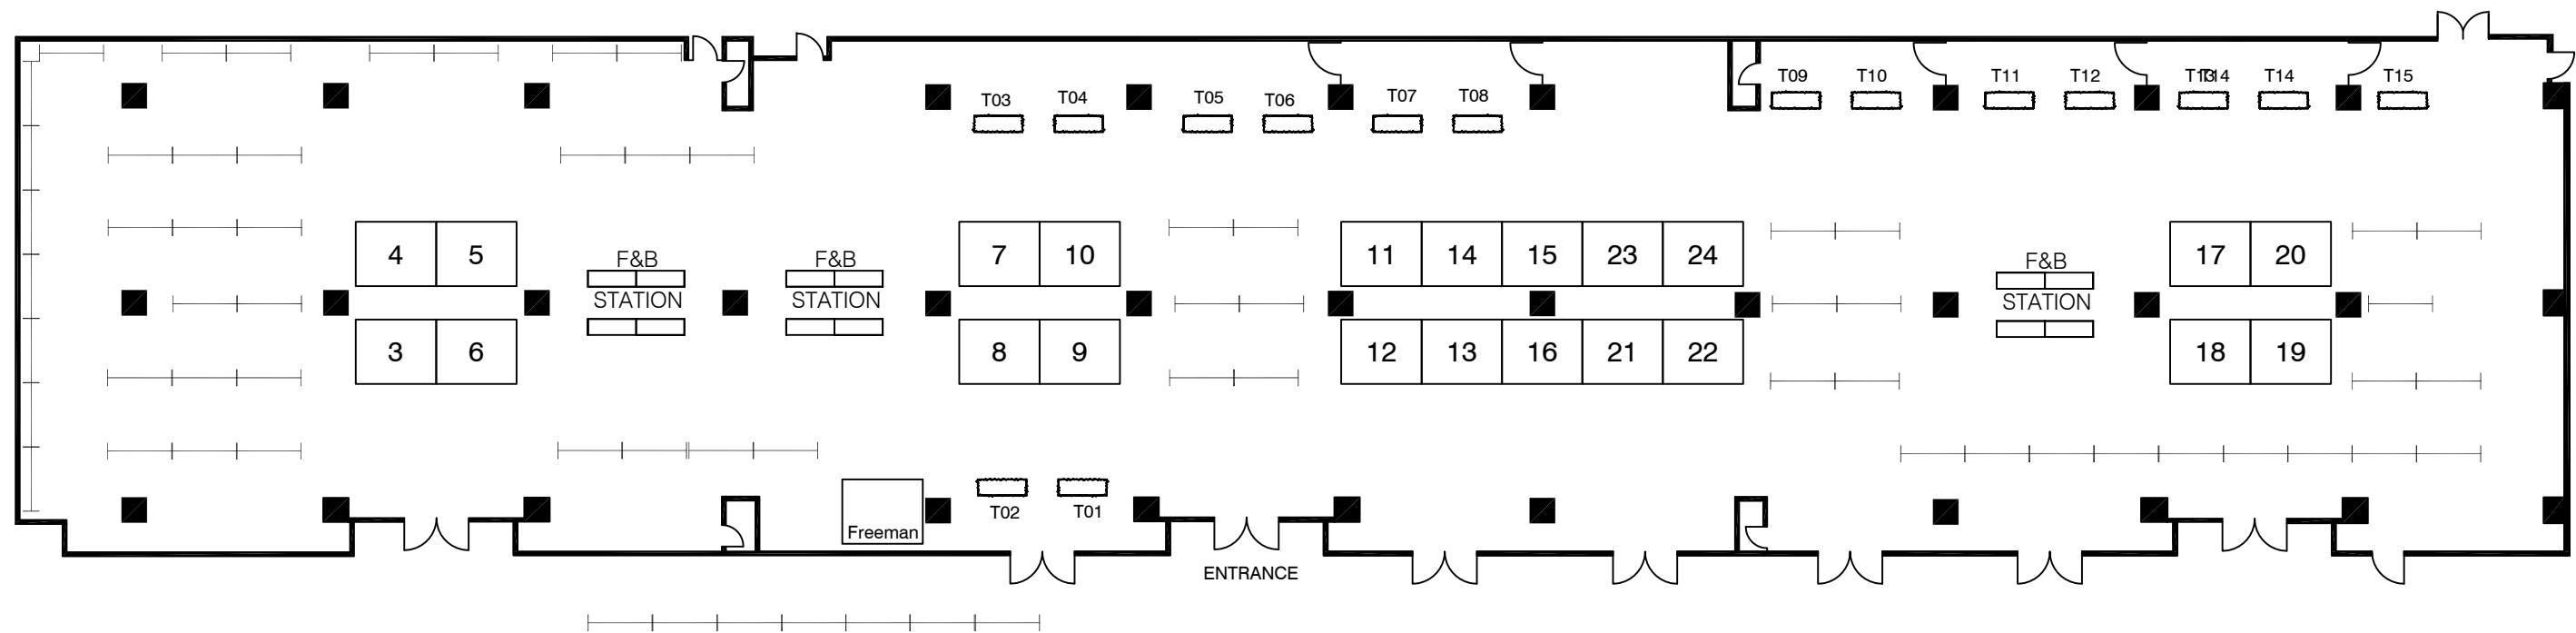 T09 T10 T11 T12 T13 T14 T14 T15
T03 T04 T05 T06 T07 T08
4 5 F&B F&B 7 10 11 14 15 23 24 F&B 17 20
STATION STATION STATION
3 6 8 9 12 13 16 21 22 18 19
T02 T01
Freeman
ENTRANCE